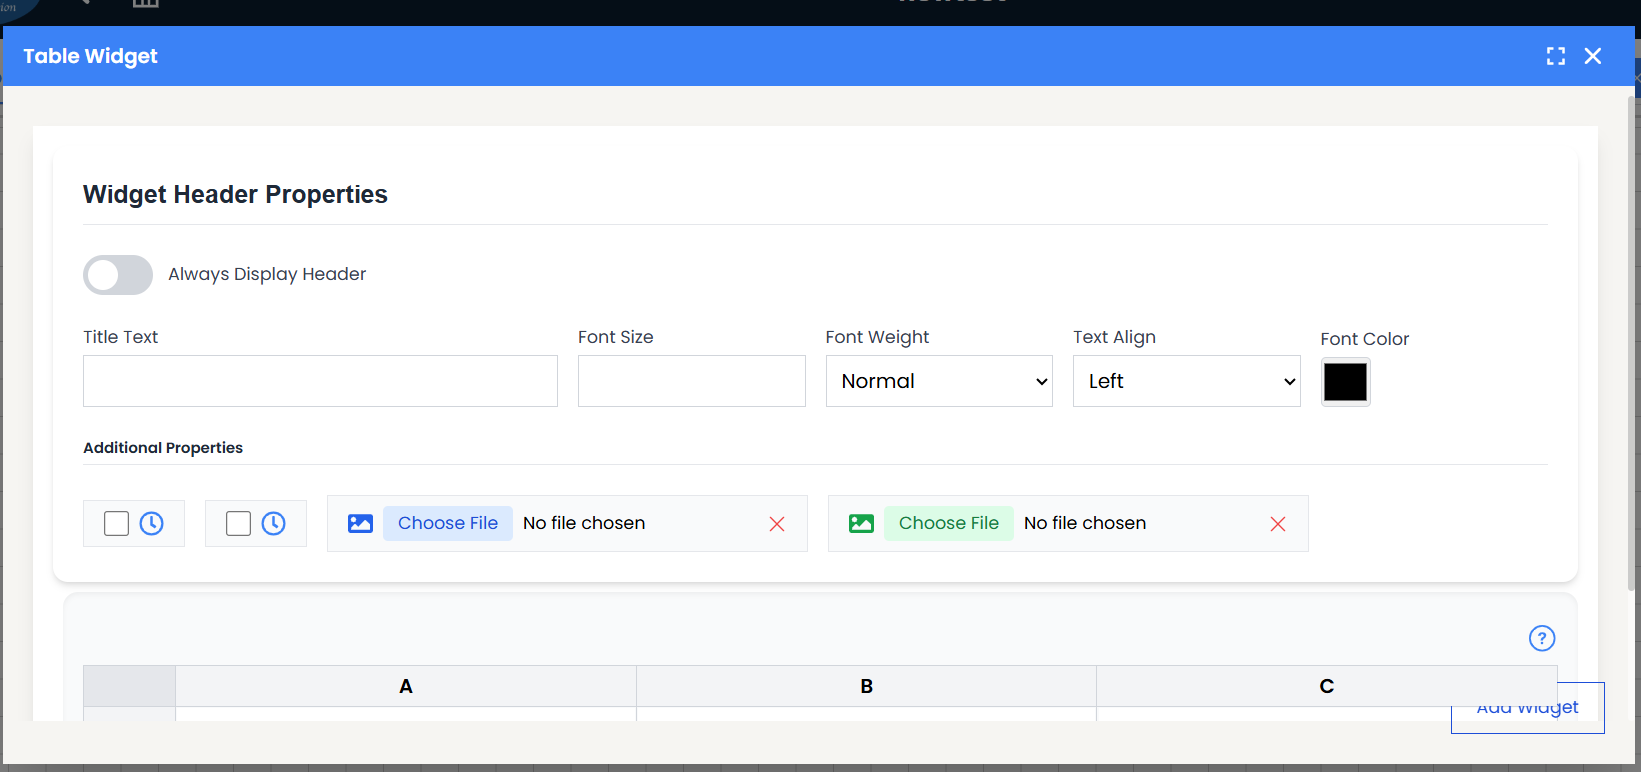 ion
Table Widget
Widget Header Properties
Always Display Header
Title Text Font Size Font Weight Text Align Font Color
Normal Left
Additional Properties
Choose File No file chosen Choose File No file chosen
?
A B C
Add Widget